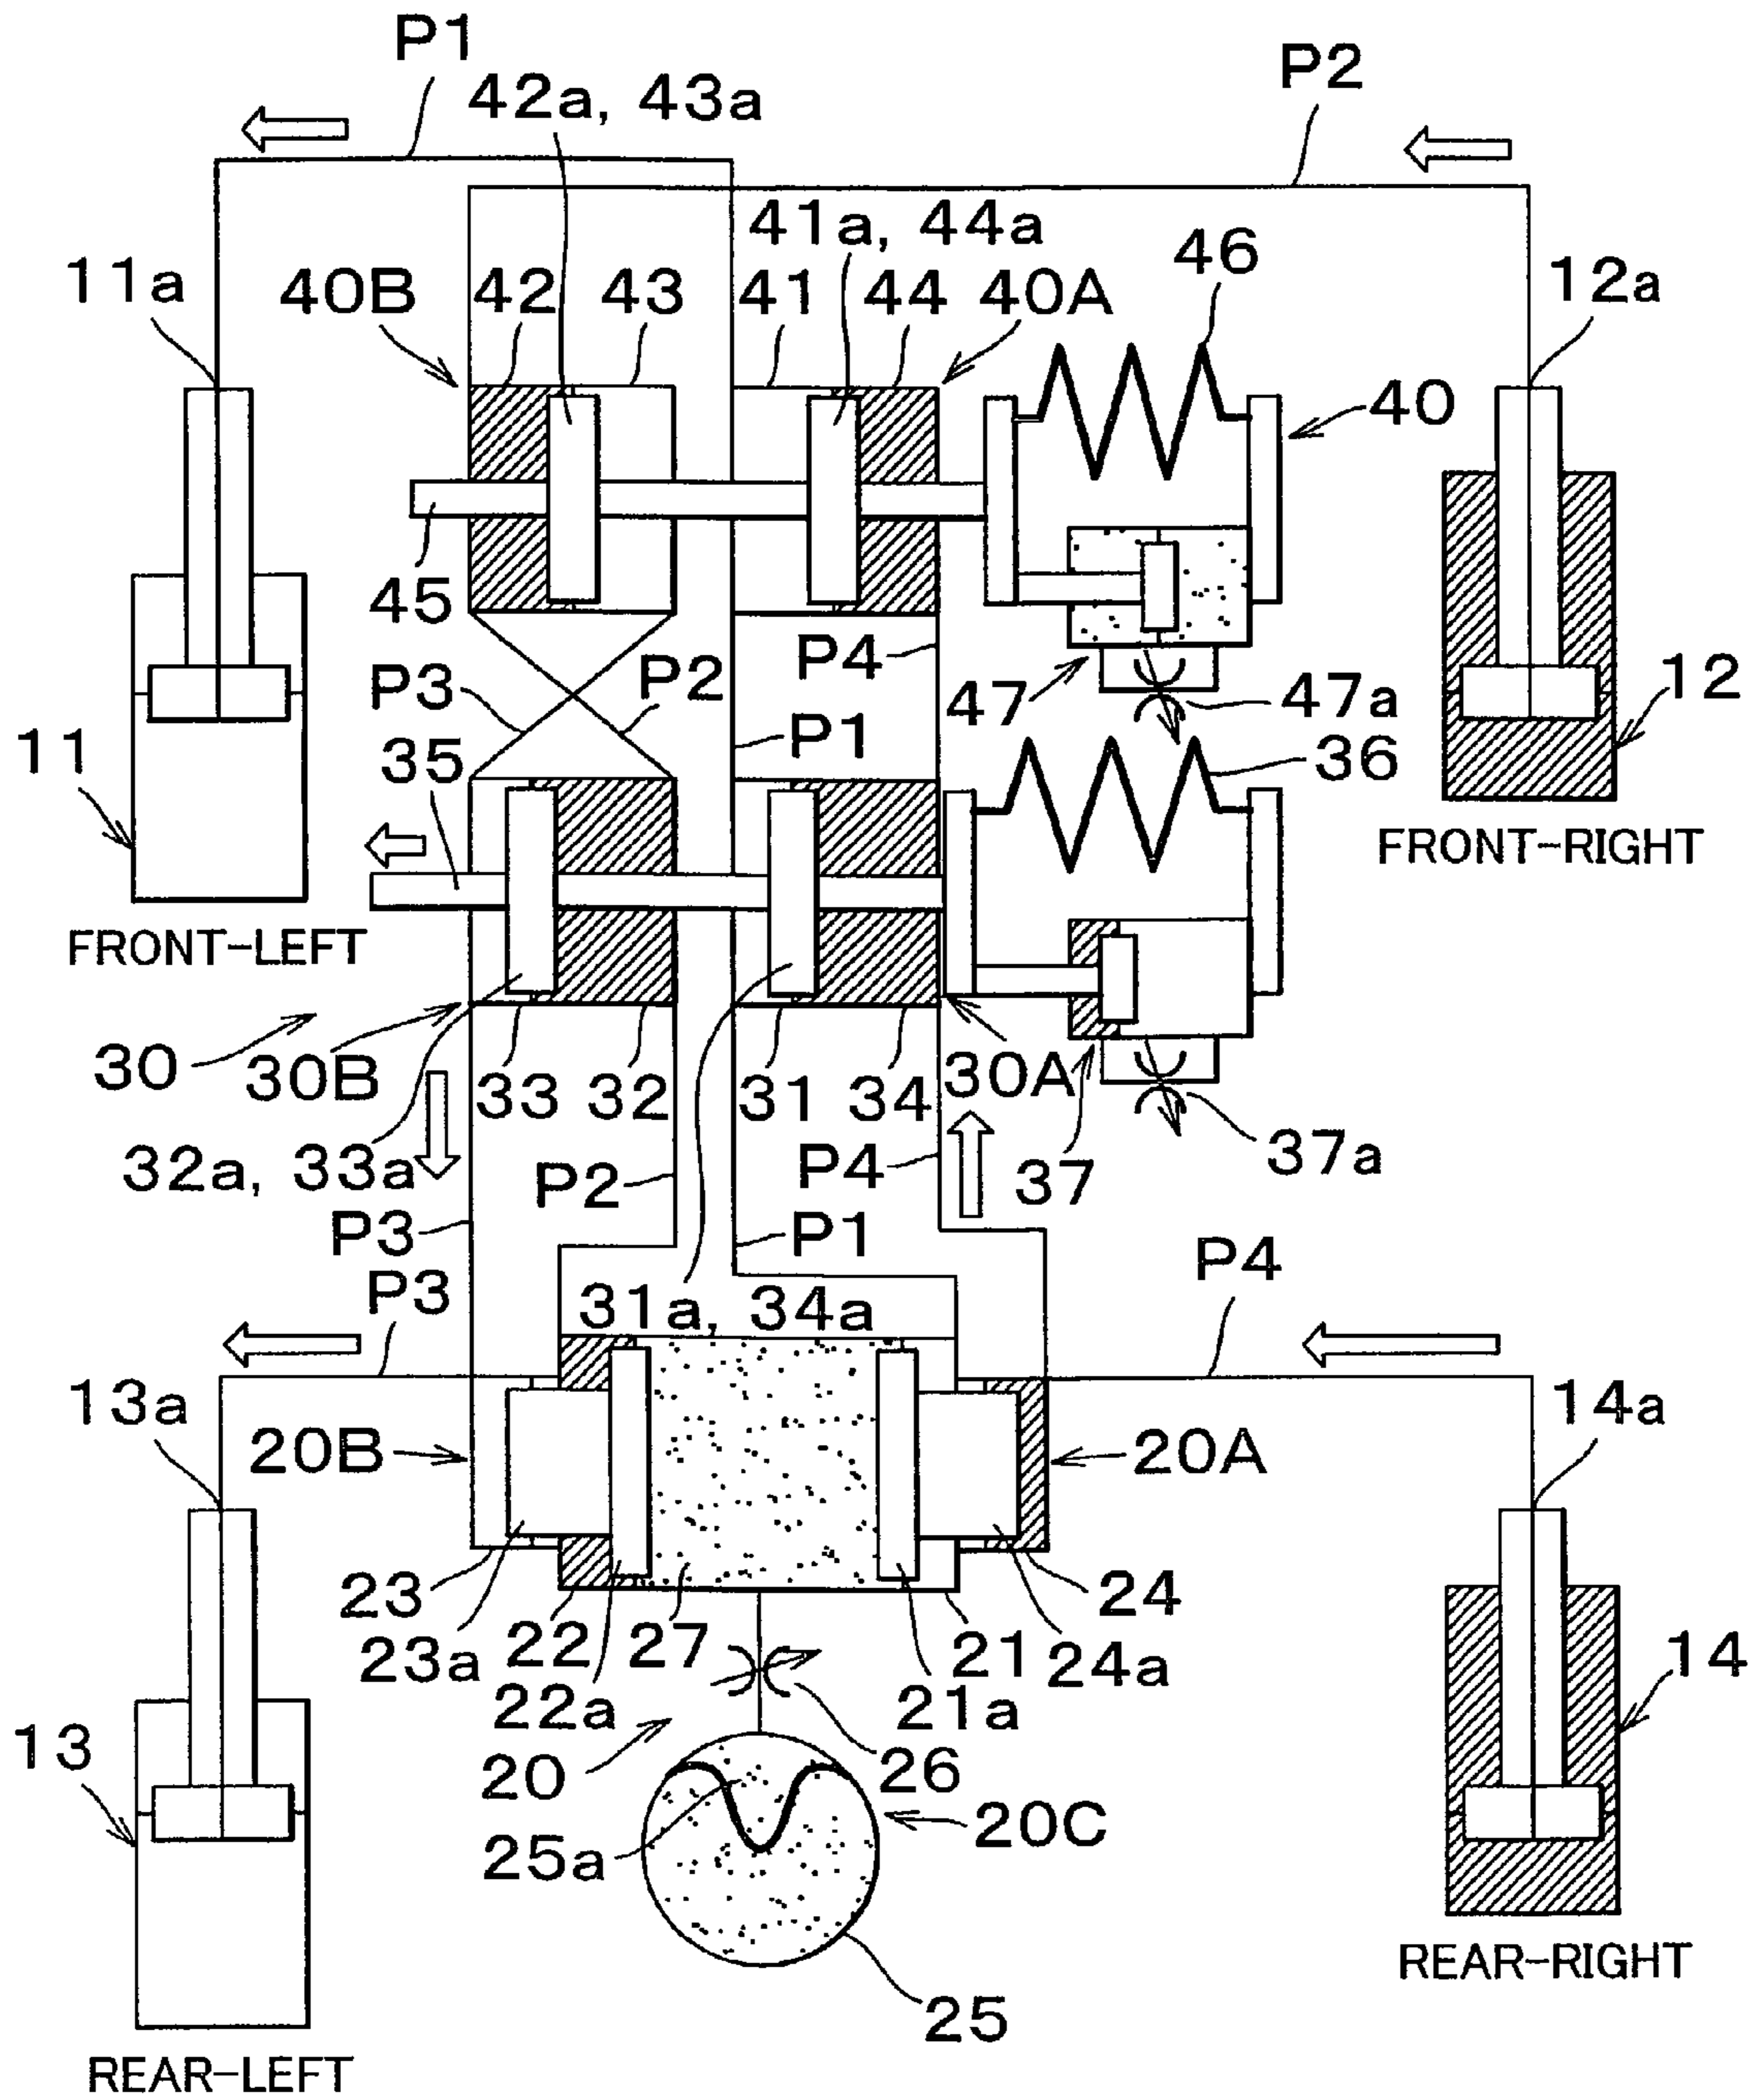 P1
P2
42a, 43a
41a, 44a
46
11a
40B
42
43
41
44
40A
12a
40
45
P4
P3
P2
47
47a
12
11
35
P1
36
FRONT-RIGHT
FRONT-LEFT
30
30B
33
32
31
34
30A
37
37a
32a, 33a
P2
P4
P3
P1
P3
P4
31a, 34a
13a
14a
20B
20A
23
24
23a
22
27
21
24a
22a
21a
14
13
20
26
25a
20C
25
REAR-RIGHT
REAR-LEFT